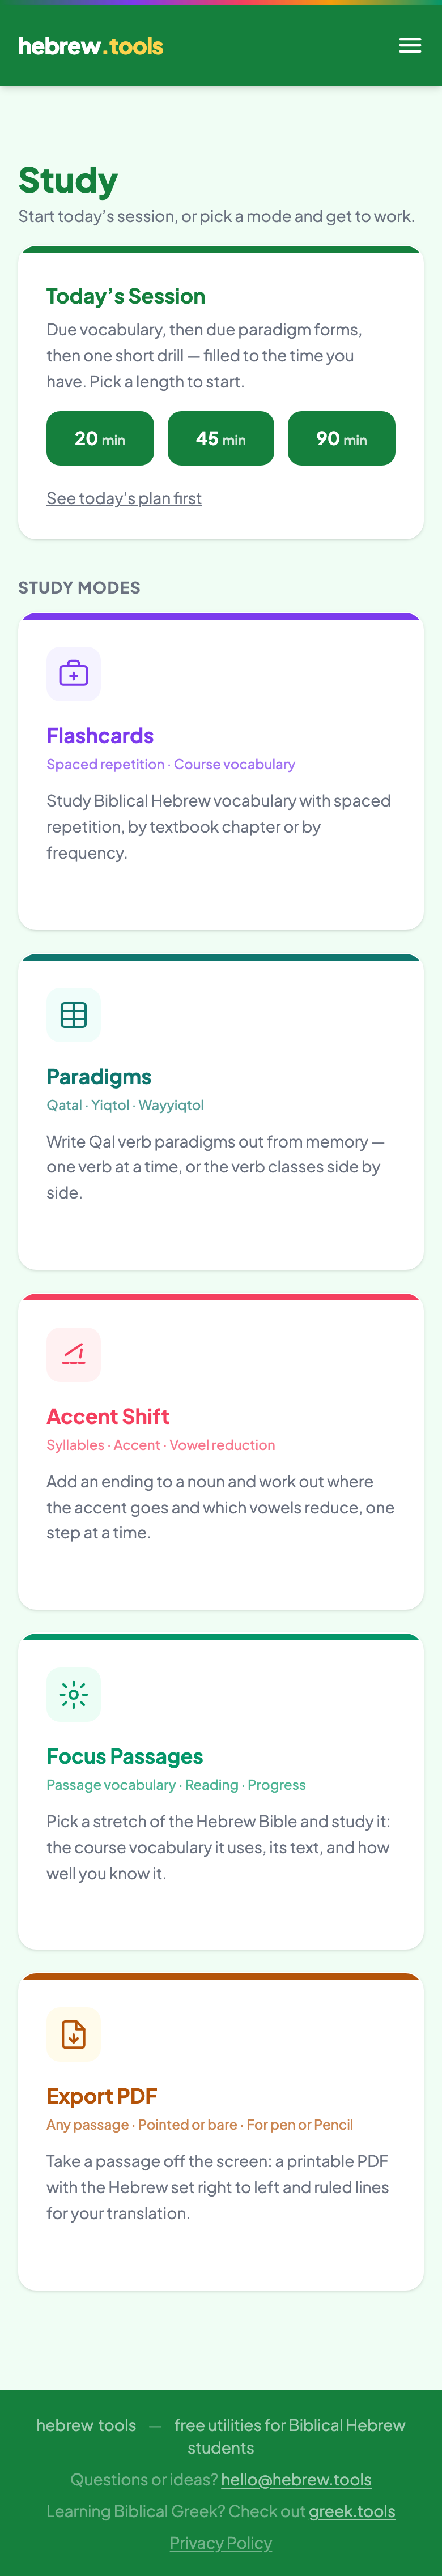 hebrew.tools
Study
Start today’s session, or pick a mode and get to work.
Today’s Session
Due vocabulary, then due paradigm forms,
then one short drill — filled to the time you
have. Pick a length to start.
20 min 45 min 90 min
See today’s plan first
STUDY MODES
Flashcards
Spaced repetition · Course vocabulary
Study Biblical Hebrew vocabulary with spaced
repetition, by textbook chapter or by
frequency.
Paradigms
Qatal · Yiqtol · Wayyiqtol
Write Qal verb paradigms out from memory —
one verb at a time, or the verb classes side by
side.
Accent Shift
Syllables · Accent · Vowel reduction
Add an ending to a noun and work out where
the accent goes and which vowels reduce, one
step at a time.
Focus Passages
Passage vocabulary · Reading · Progress
Pick a stretch of the Hebrew Bible and study it:
the course vocabulary it uses, its text, and how
well you know it.
Export PDF
Any passage · Pointed or bare · For pen or Pencil
Take a passage off the screen: a printable PDF
with the Hebrew set right to left and ruled lines
for your translation.
hebrew tools — free utilities for Biblical Hebrew
students
Questions or ideas? hello@hebrew.tools
Learning Biblical Greek? Check out greek.tools
Privacy Policy